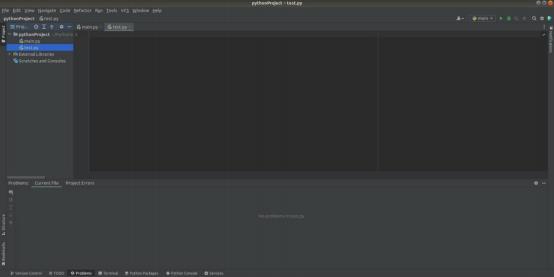 pythonProject - test.py
File Edit View Navigate Code Refactor Run Tools VCS Window Help
pythonProject test.py
main
Pro... main.py test.py
Project
pythonProject
main.py
test.py
External Libraries
Scratches and Consoles
Problems: Current File Project Errors
No problems in test.py
Structure
Bookmarks
Version Control TODO Problems Terminal Python Packages Python Console Services